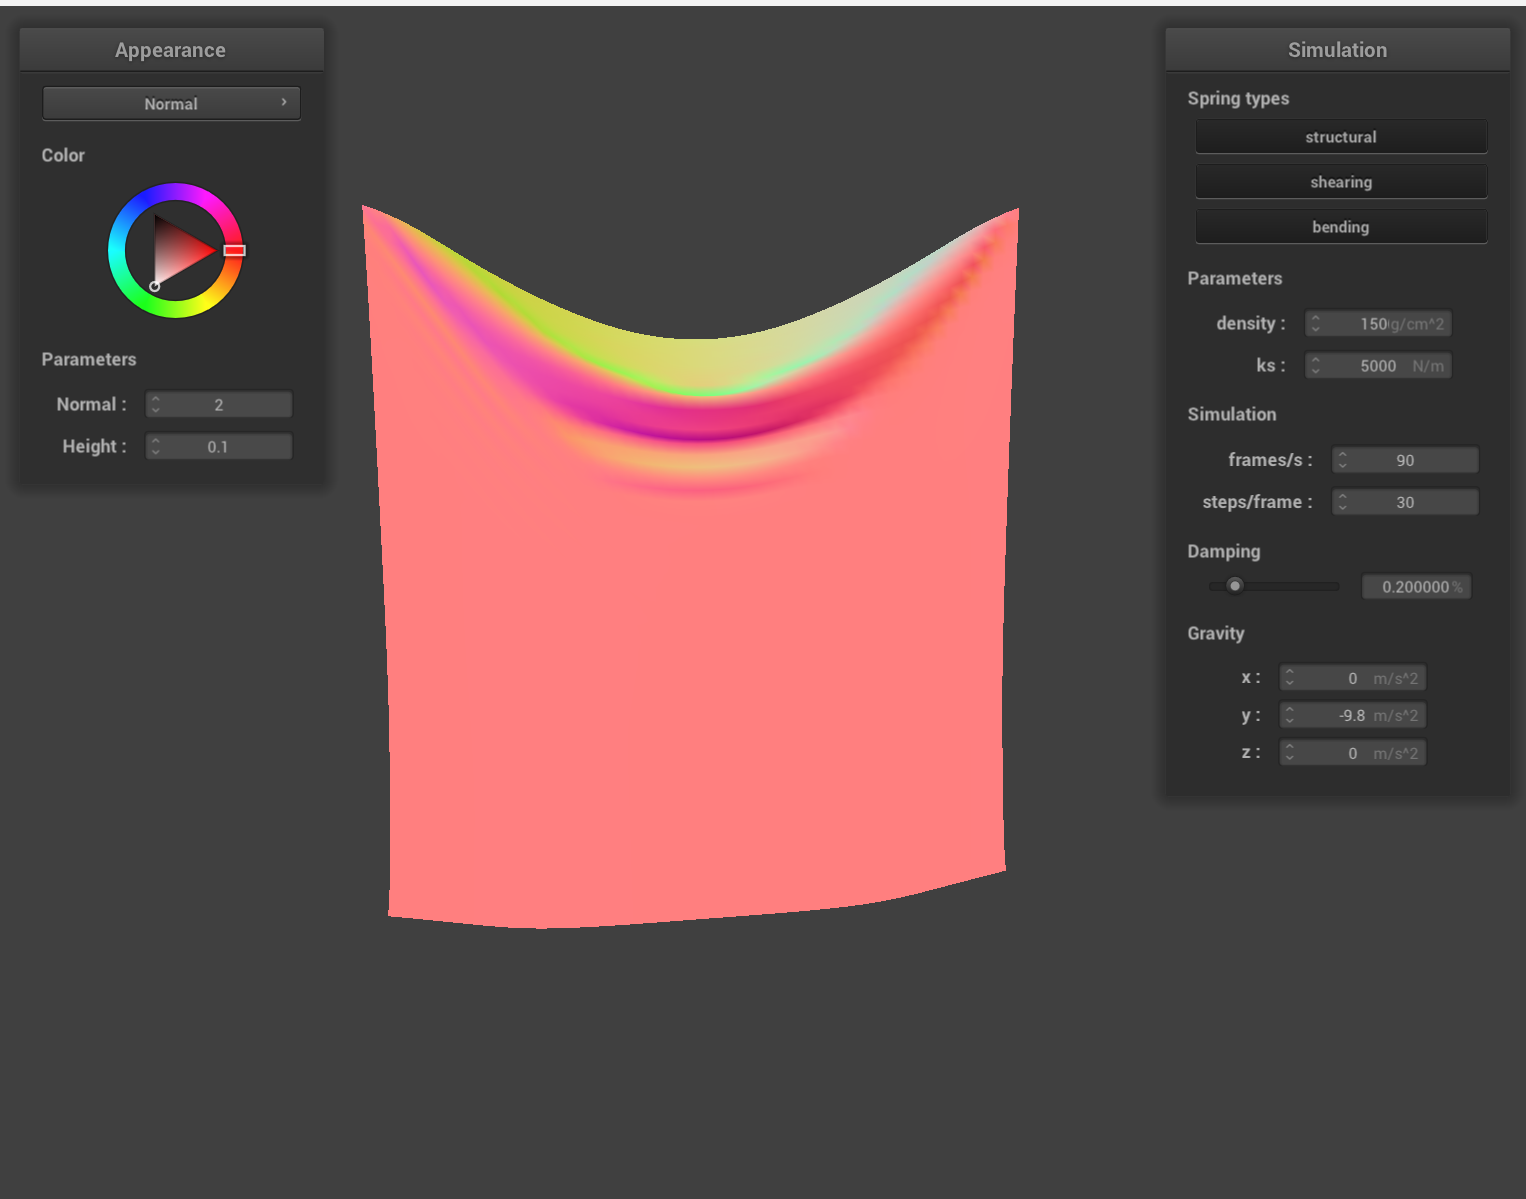 Appearance
Normal
Color
Parameters
Normal : 2
Height : 0.1
Simulation
Spring types
structural
shearing
bending
Parameters
density : 150 g/cm^2
ks : 5000 N/m
Simulation
frames/s : 90
steps/frame : 30
Damping
0.200000 %
Gravity
x : 0 m/s^2
y : -9.8 m/s^2
z : 0 m/s^2